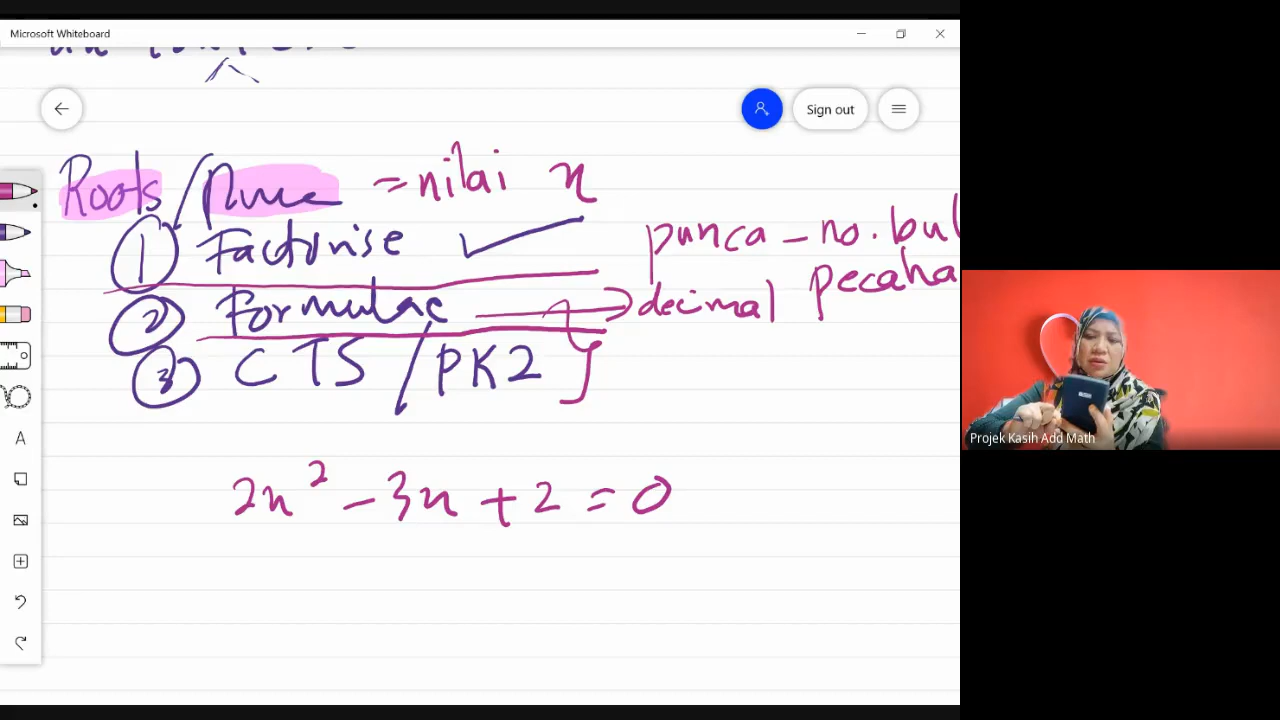 Microsoft Whiteboard
Sign out
Roots / Punca = nilai x
① Factorise ✓
punca – no. bul
pecaha
② Formulae → decimal
③ CTS / PK2
2x² – 3x + 2 = 0
A
Projek Kasih Add Math